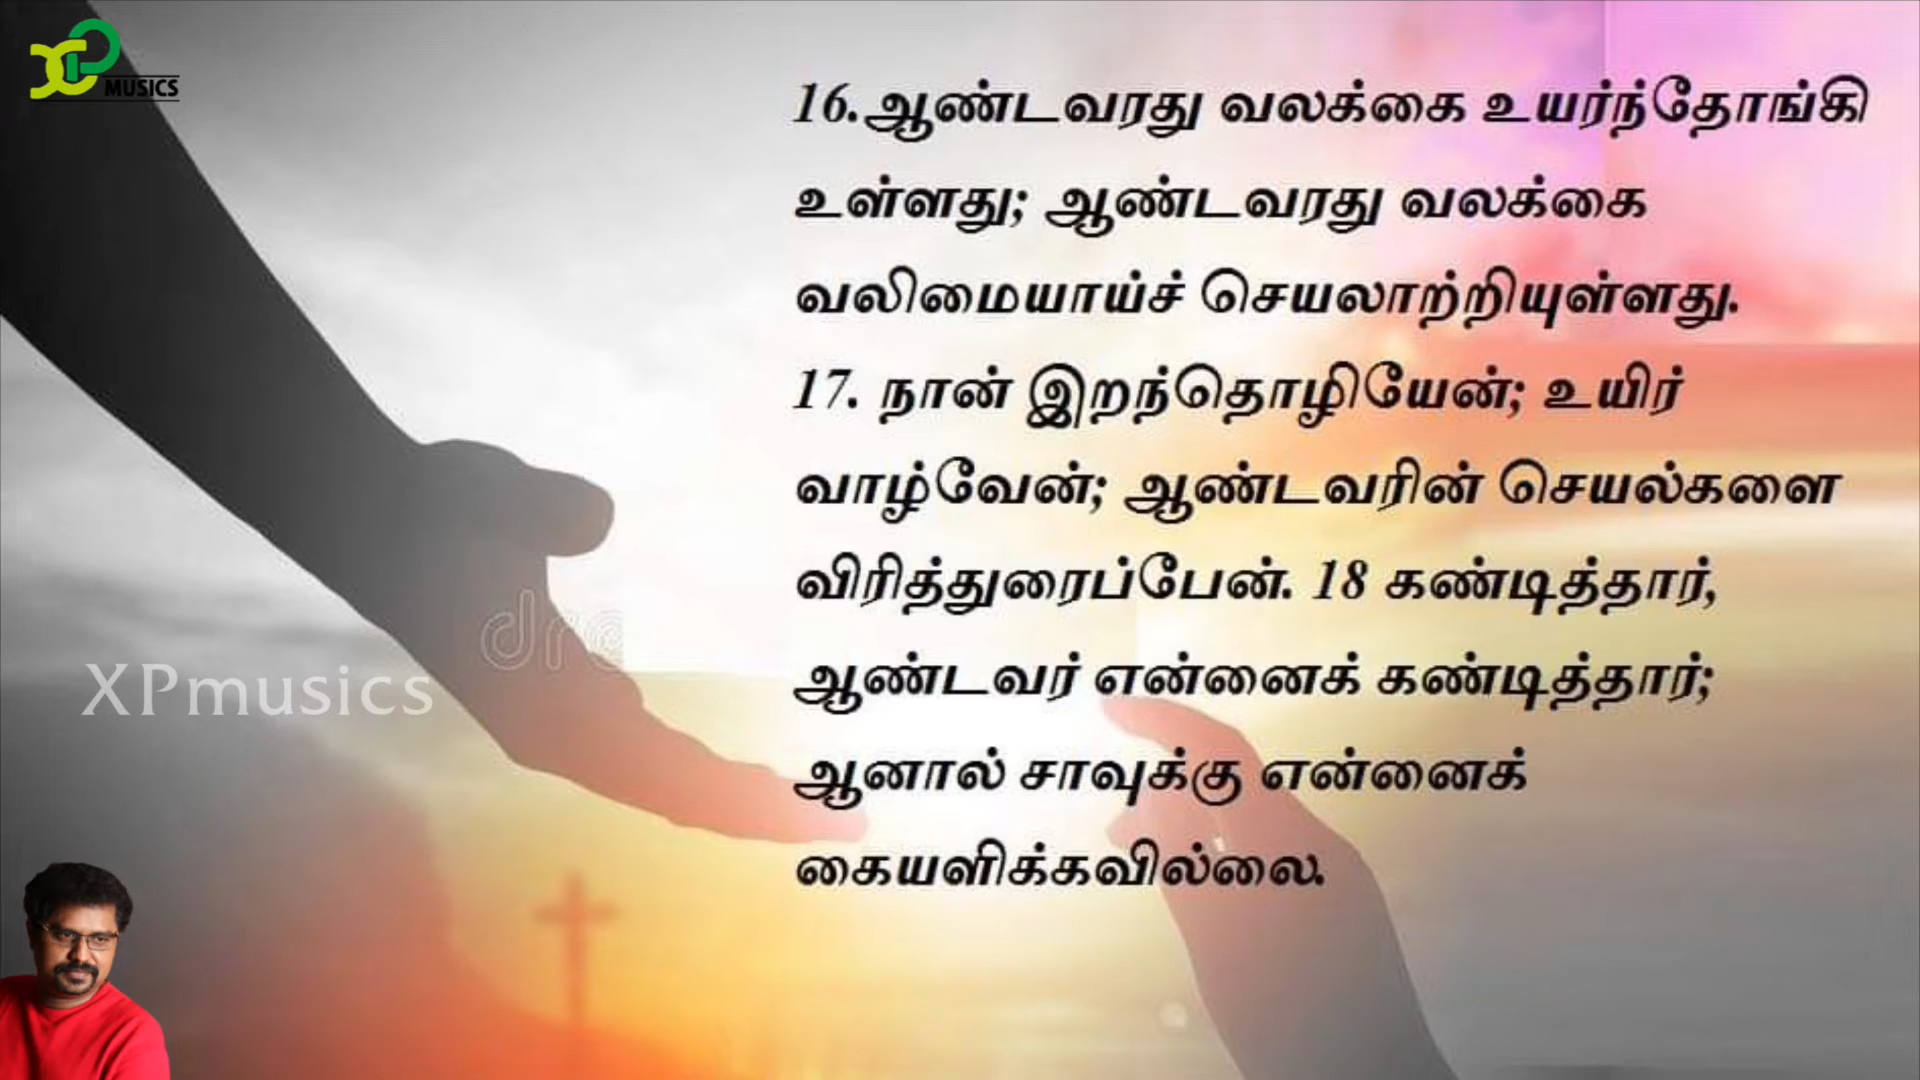 XP MUSICS
16.ஆண்டவரது வலக்கை உயர்ந்தோங்கி
உள்ளது; ஆண்டவரது வலக்கை
வலிமையாய்ச் செயலாற்றியுள்ளது.
17. நான் இறந்தொழியேன்; உயிர்
வாழ்வேன்; ஆண்டவரின் செயல்களை
விரித்துரைப்பேன். 18 கண்டித்தார்,
ஆண்டவர் என்னைக் கண்டித்தார்;
ஆனால் சாவுக்கு என்னைக்
கையளிக்கவில்லை.
XPmusics